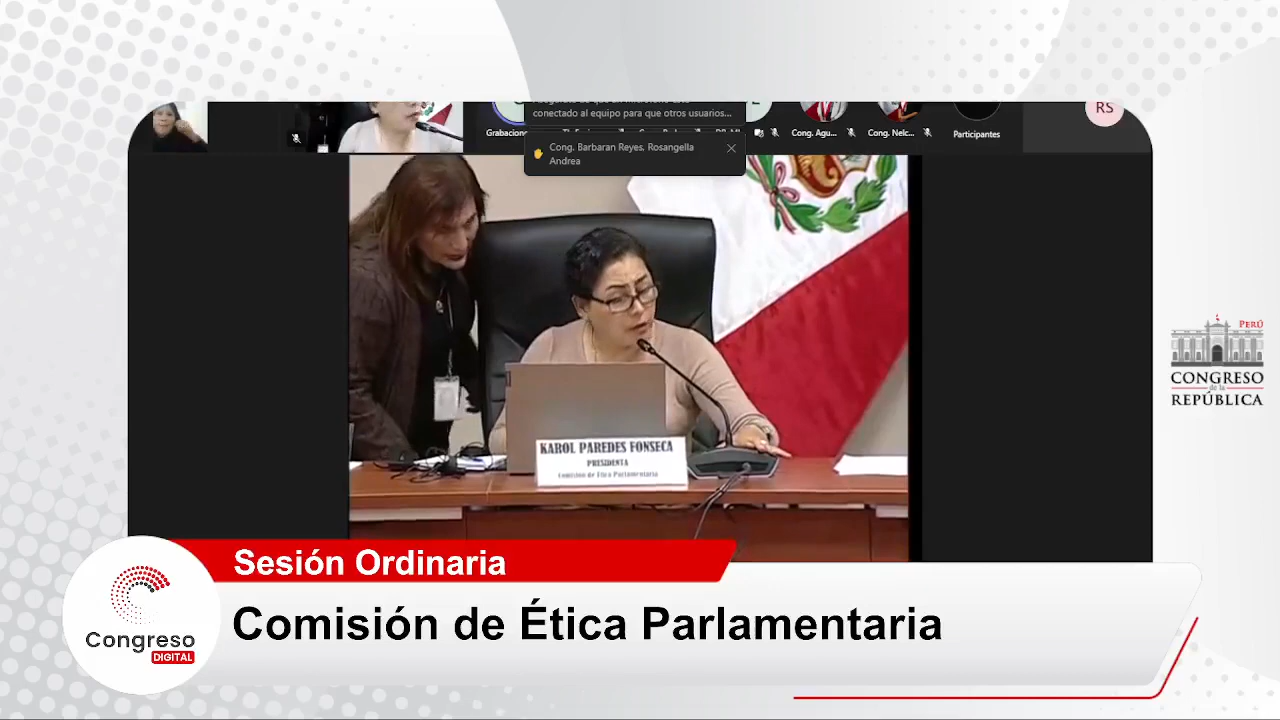 conectado al equipo para que otros usuarios...
Grabacione
Cong. Agu...
Cong. Nelc...
Participantes
RS
Cong. Barbaran Reyes, Rosangella
Andrea
PERÚ
CONGRESO
de la
REPÚBLICA
KAROL PAREDES FONSECA
PRESIDENTA
Comisión de Ética Parlamentaria
Sesión Ordinaria
Comisión de Ética Parlamentaria
Congreso
DIGITAL